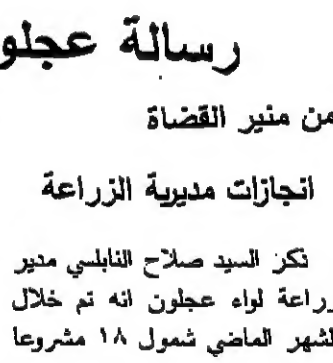 رسالة عجلو
من منير القضاة
انجازات مديرية الزراعة
نكر السيد صلاح النابلسي مدير
زراعة لواء عجلون انه تم خلال
لشهر الماضي شمول ١٨ مشروعا